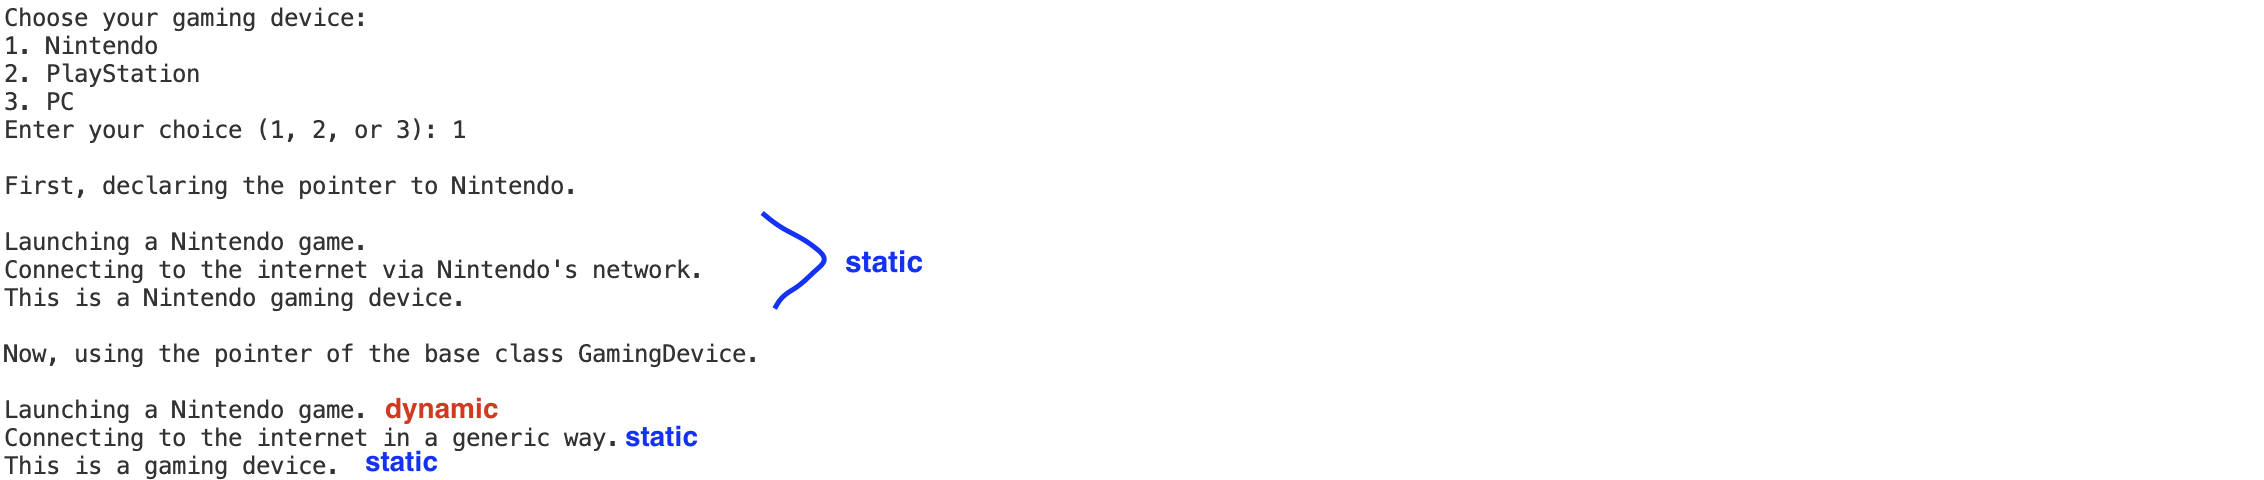 Choose your gaming device:
1. Nintendo
2. PlayStation
3. PC
Enter your choice (1, 2, or 3): 1
First, declaring the pointer to Nintendo.
Launching a Nintendo game.
Connecting to the internet via Nintendo's network.
This is a Nintendo gaming device.
static
Now, using the pointer of the base class GamingDevice.
Launching a Nintendo game. dynamic
Connecting to the internet in a generic way. static
This is a gaming device. static